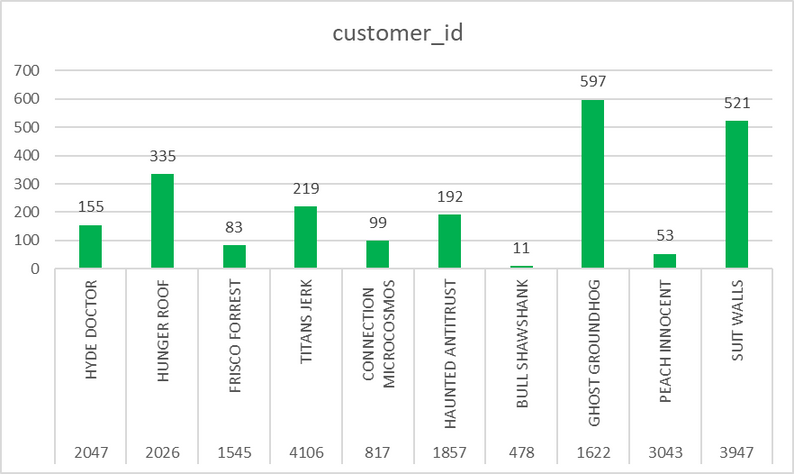 customer_id
700
600
500
400
300
200
100
0
155
335
83
219
99
192
11
597
53
521
HYDE DOCTOR
HUNGER ROOF
FRISCO FORREST
TITANS JERK
CONNECTION
MICROCOSMOS
HAUNTED ANTITRUST
BULL SHAWSHANK
GHOST GROUNDHOG
PEACH INNOCENT
SUIT WALLS
2047 2026 1545 4106 817 1857 478 1622 3043 3947